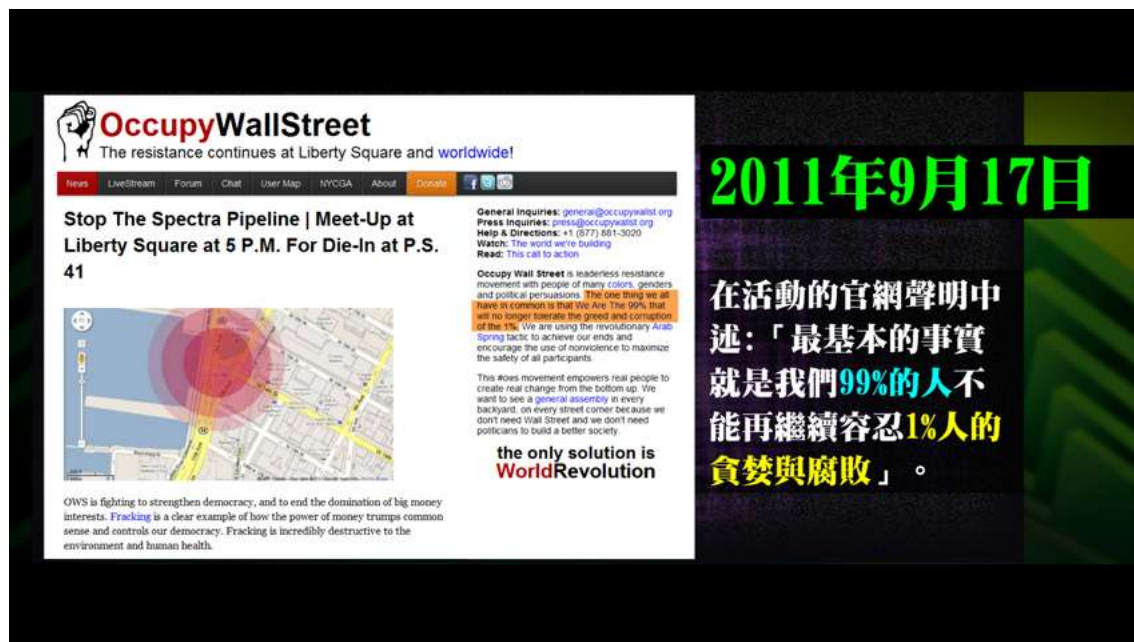 OccupyWallStreet
The resistance continues at Liberty Square and worldwide!
News LiveStream Forum Chat User Map NYCGA About Donate
Stop The Spectra Pipeline | Meet-Up at
Liberty Square at 5 P.M. For Die-In at P.S.
41
OWS is fighting to strengthen democracy, and to end the domination of big money
interests. Fracking is a clear example of how the power of money trumps common
sense and controls our democracy. Fracking is incredibly destructive to the
environment and human health.
General Inquiries: general@occupywallst.org
Press Inquiries: press@occupywallst.org
Help & Directions: +1 (877) 881-3020
Watch: The world we're building
Read: This call to action
Occupy Wall Street is leaderless resistance
movement with people of many colors, genders
and political persuasions. The one thing we all
have in common is that We Are The 99% that
will no longer tolerate the greed and corruption
of the 1%. We are using the revolutionary Arab
Spring tactic to achieve our ends and
encourage the use of nonviolence to maximize
the safety of all participants.
This #ows movement empowers real people to
create real change from the bottom up. We
want to see a general assembly in every
backyard, on every street corner because we
don't need Wall Street and we don't need
politicians to build a better society.
the only solution is
WorldRevolution
2011年9月17日
在活動的官網聲明中
述:「最基本的事實
就是我們99%的人不
能再繼續容忍1%人的
貪婪與腐敗」。